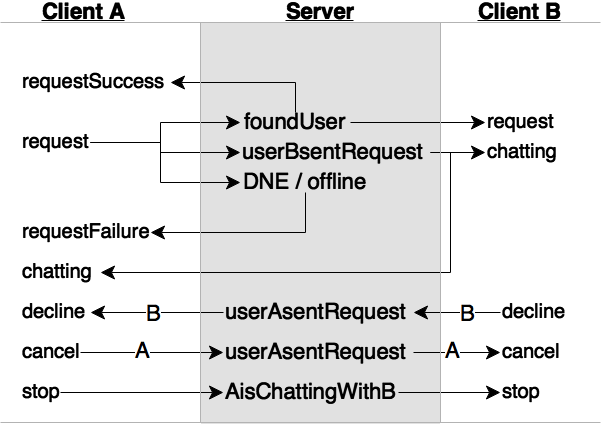 Client A Server Client B
requestSuccess
foundUser request
request userBsentRequest chatting
DNE / offline
requestFailure
chatting
decline B userAsentRequest B decline
cancel A userAsentRequest A cancel
stop AisChattingWithB stop